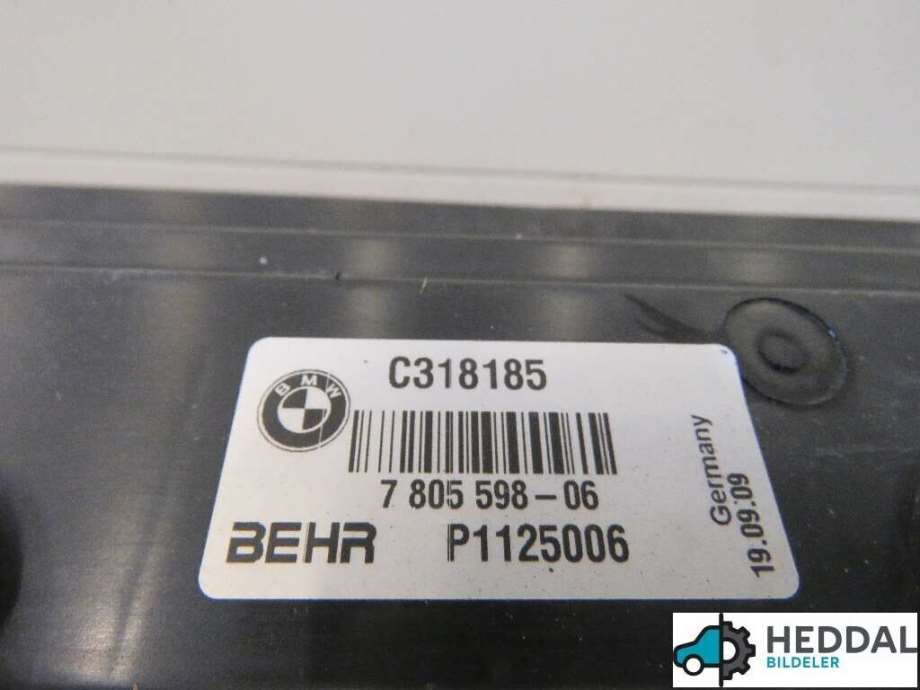 C318185
BMW
7 805 598-06
BEHR P1125006
Germany
19.09.09
HEDDAL
BILDELER